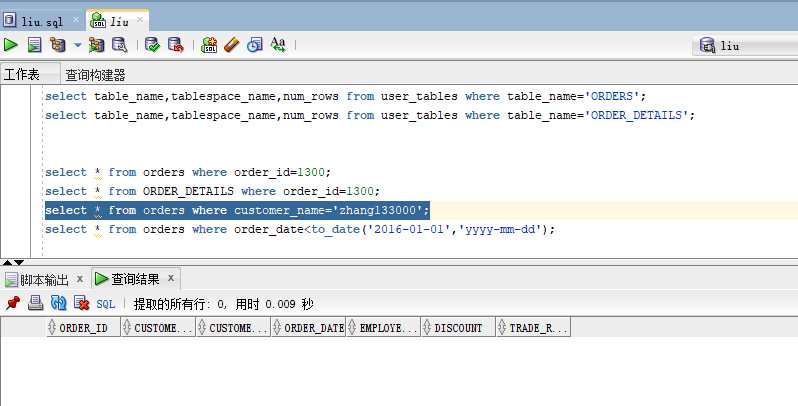 liu.sql
liu
liu
工作表 查询构建器
select table_name,tablespace_name,num_rows from user_tables where table_name='ORDERS';
select table_name,tablespace_name,num_rows from user_tables where table_name='ORDER_DETAILS';
select * from orders where order_id=1300;
select * from ORDER_DETAILS where order_id=1300;
select * from orders where customer_name='zhang133000';
select * from orders where order_date<to_date('2016-01-01','yyyy-mm-dd');
脚本输出 x 查询结果 x
SQL 提取的所有行: 0, 用时 0.009 秒
ORDER_ID CUSTOME... CUSTOME... ORDER_DATE EMPLOYE... DISCOUNT TRADE_R...